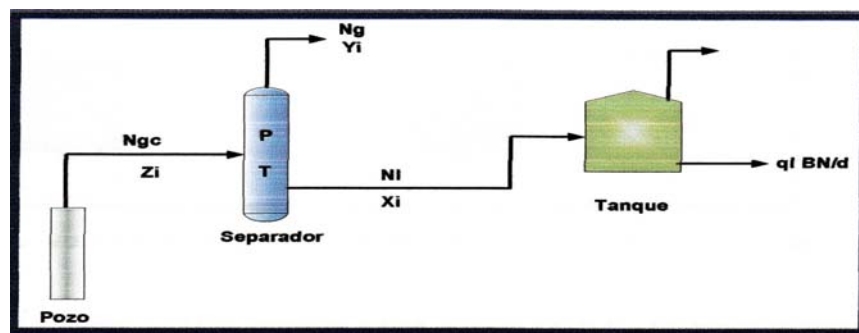 Ng
Yi
Ngc
Zi
P
T
Nl
Xi
ql BN/d
Tanque
Separador
Pozo